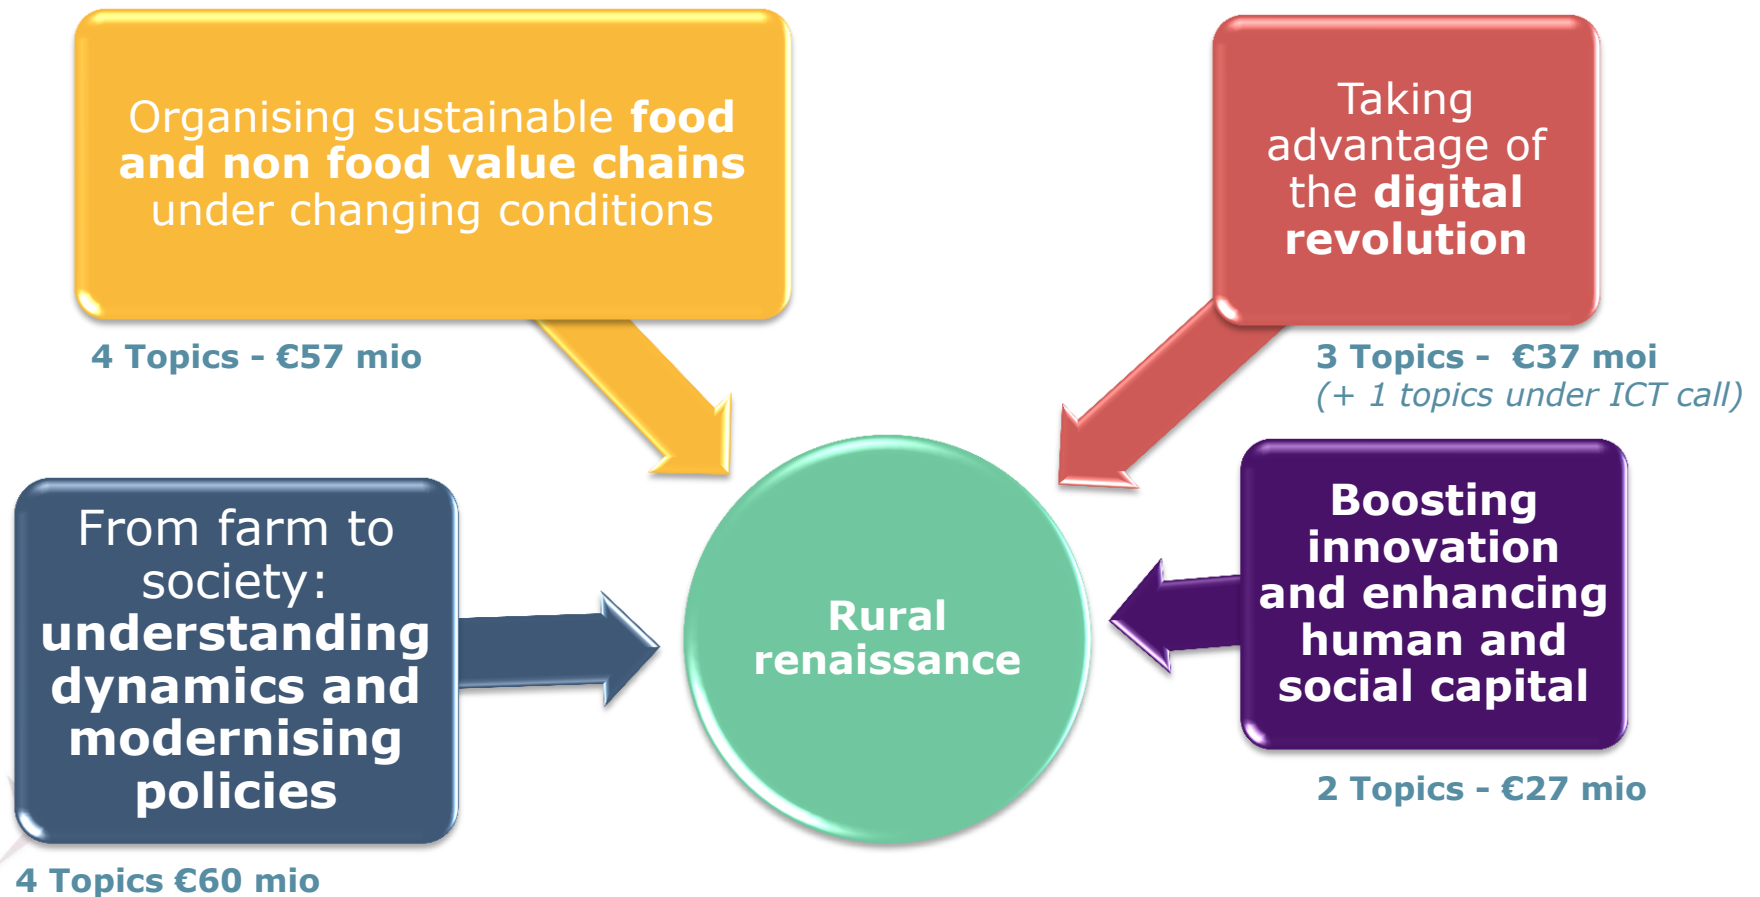 Organising sustainable food
and non food value chains
under changing conditions
4 Topics - €57 mio
Taking
advantage of
the digital
revolution
3 Topics - €37 moi
(+ 1 topics under ICT call)
From farm to
society:
understanding
dynamics and
modernising
policies
4 Topics €60 mio
Rural
renaissance
Boosting
innovation
and enhancing
human and
social capital
2 Topics - €27 mio